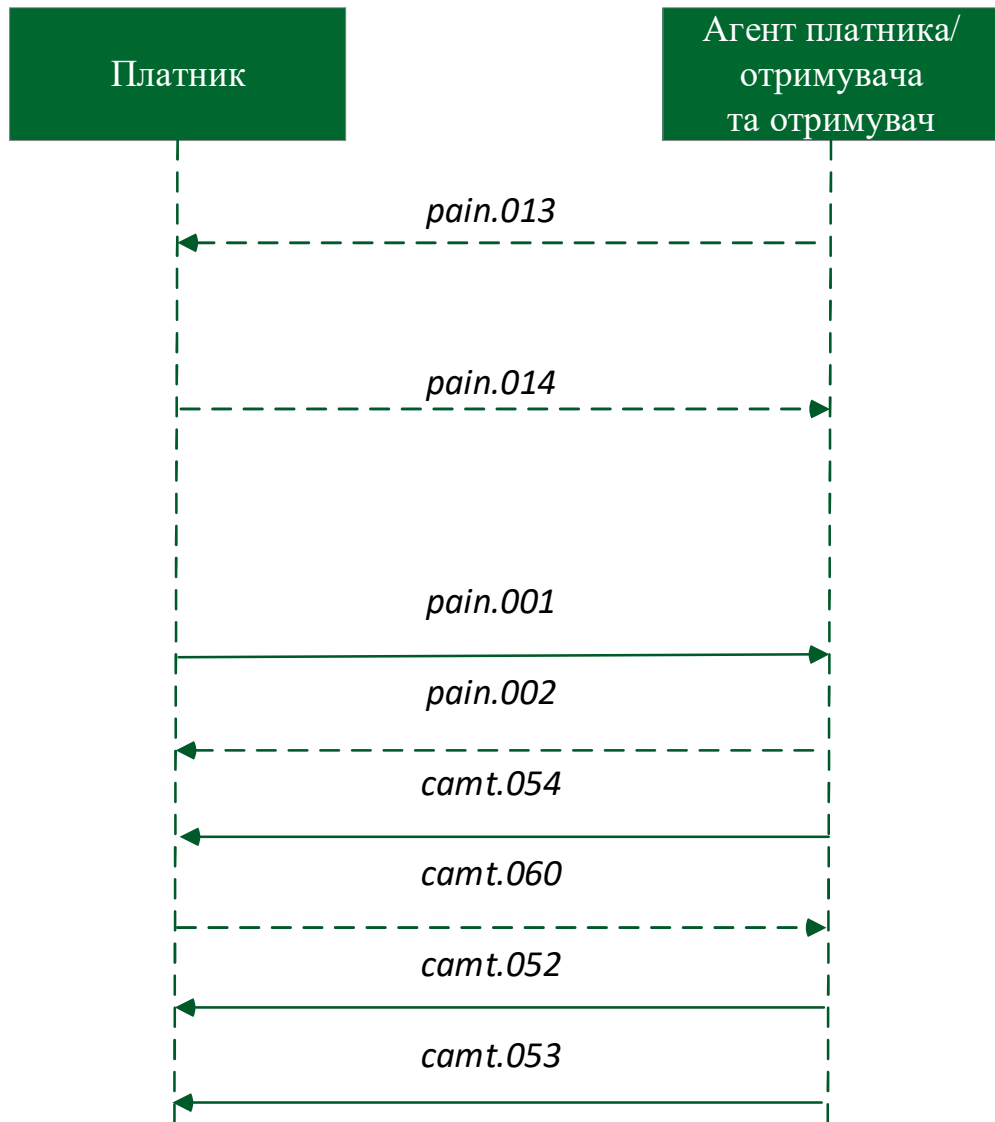 Платник
Агент платника/
отримувача
та отримувач
pain.013
pain.014
pain.001
pain.002
camt.054
camt.060
camt.052
camt.053